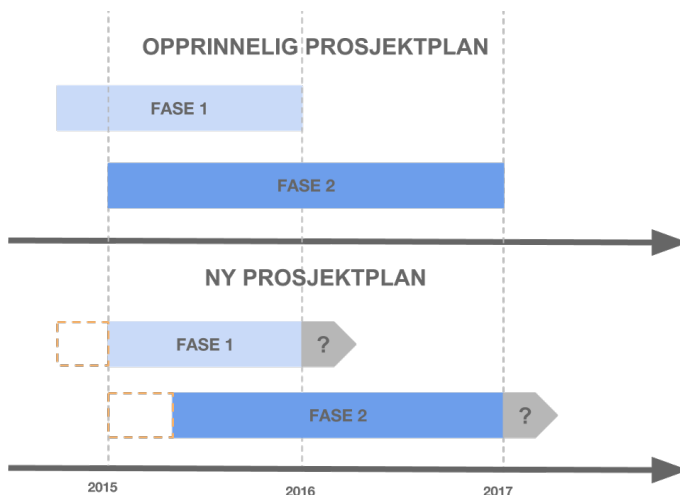 OPPRINNELIG PROSJEKTPLAN
FASE 1
FASE 2
NY PROSJEKTPLAN
FASE 1 ?
FASE 2 ?
2015 2016 2017